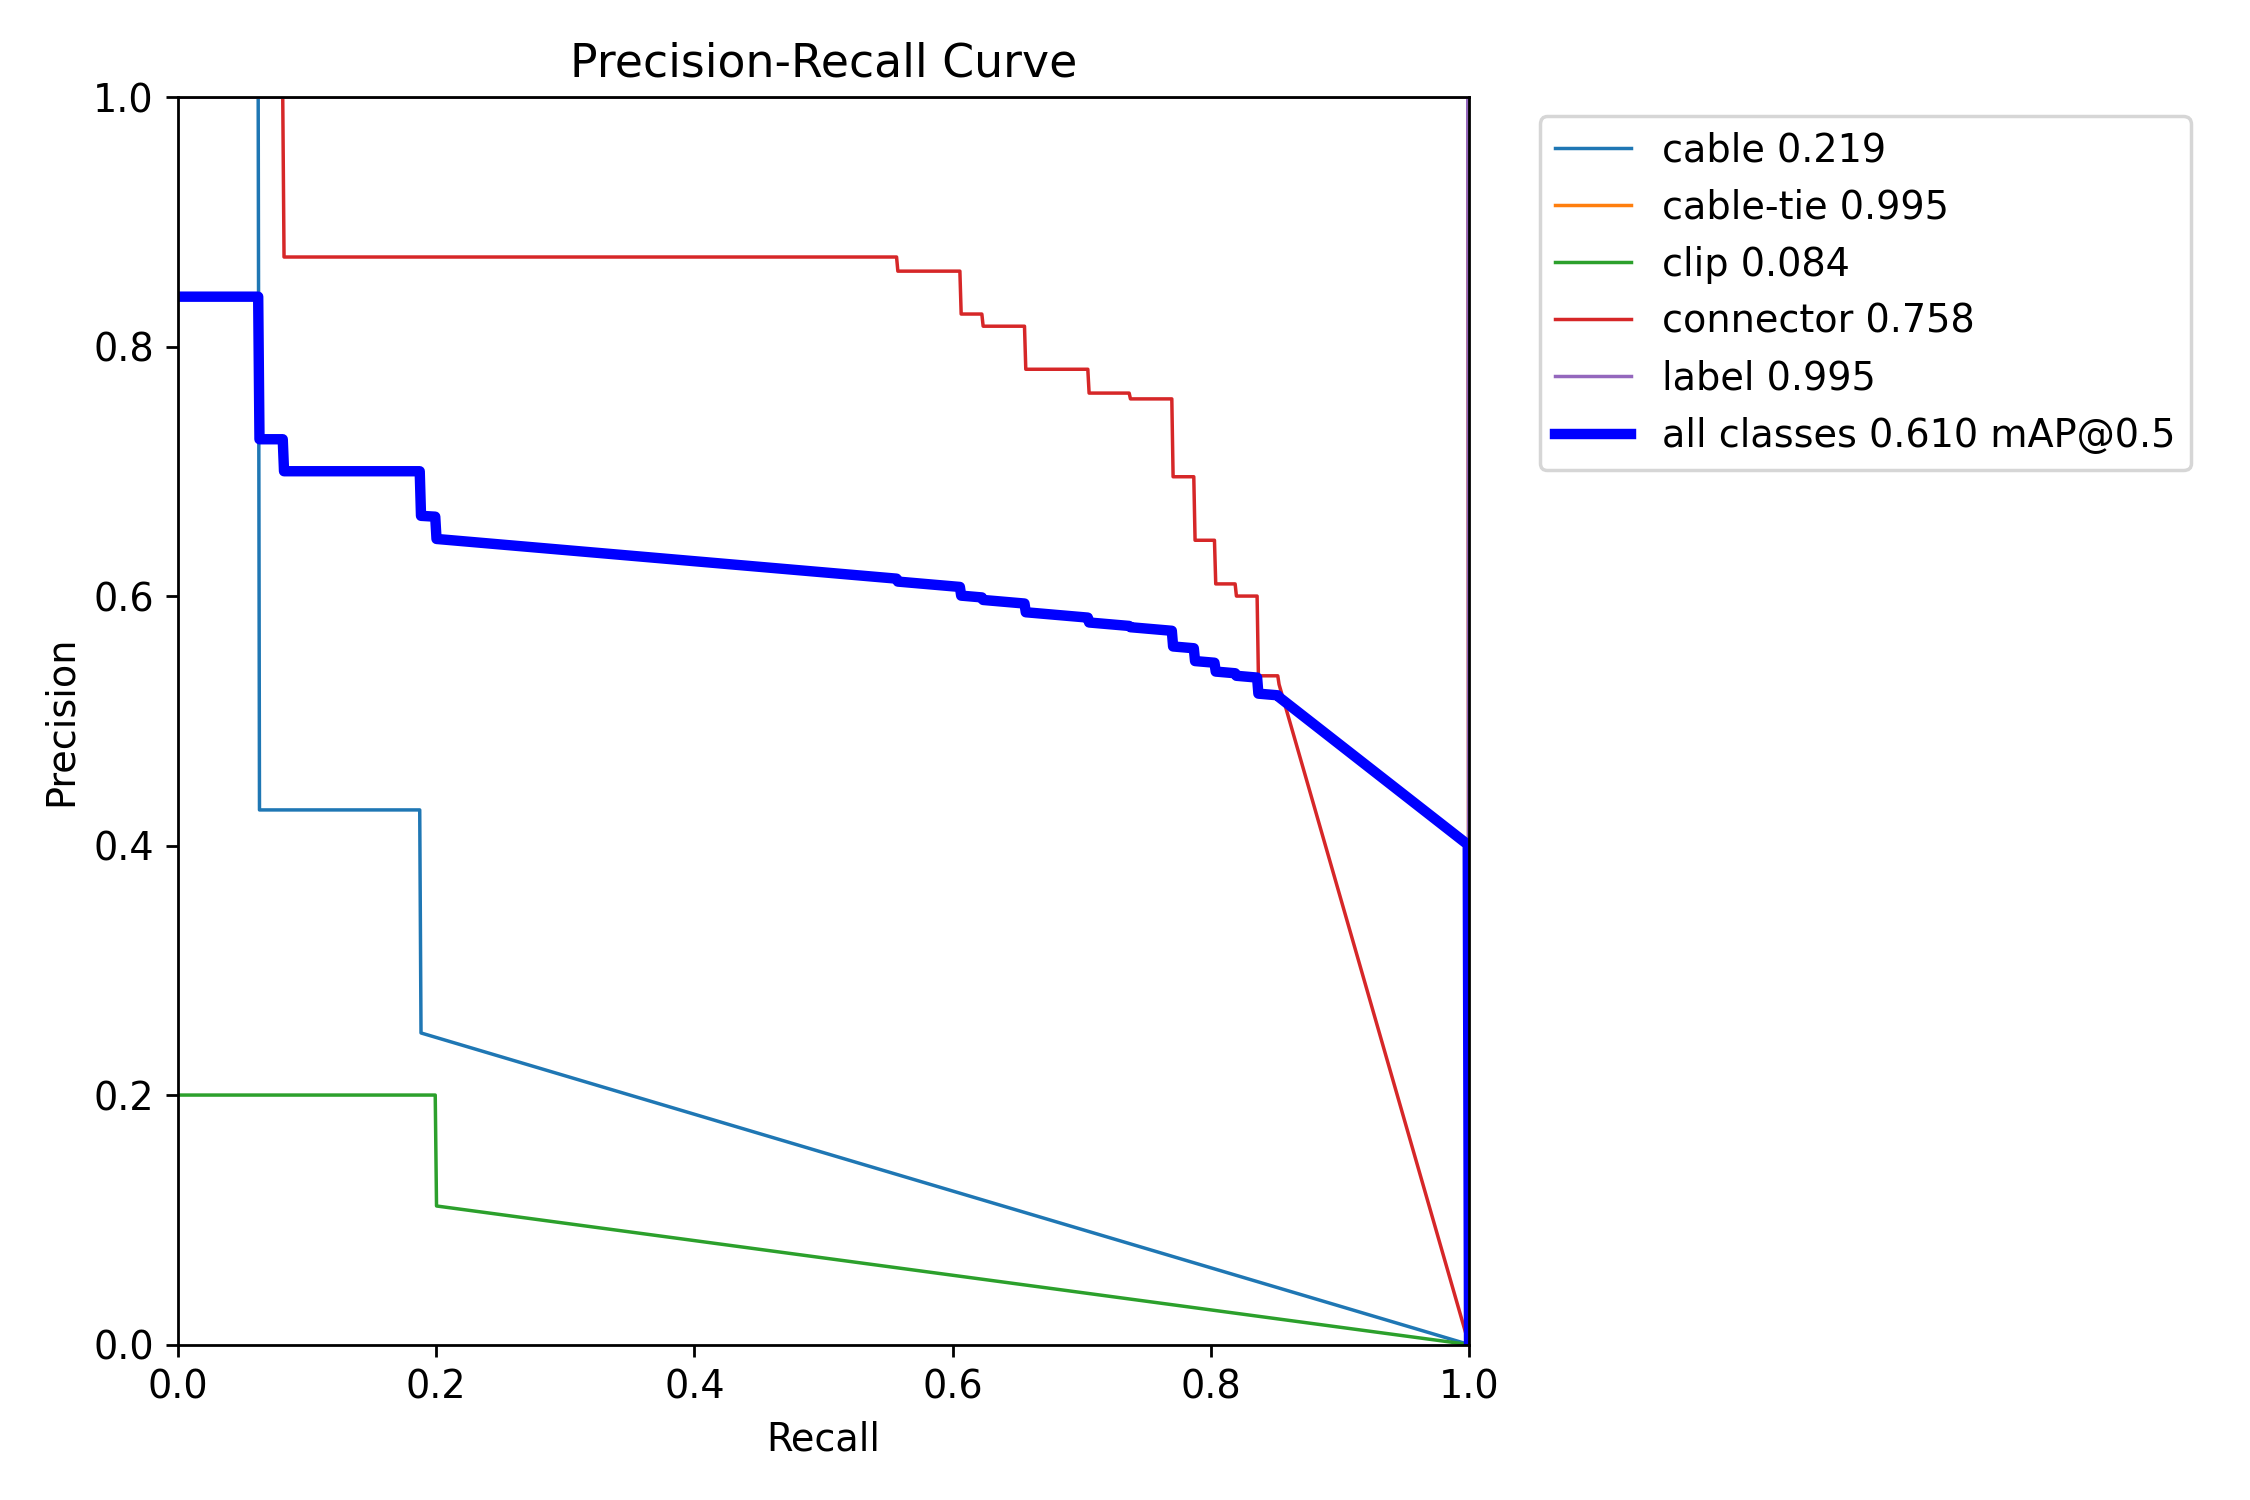 Precision-Recall Curve
1.0
0.8
0.6
0.4
0.2
0.0
Precision
0.0 0.2 0.4 0.6 0.8 1.0
Recall
cable 0.219
cable-tie 0.995
clip 0.084
connector 0.758
label 0.995
all classes 0.610 mAP@0.5